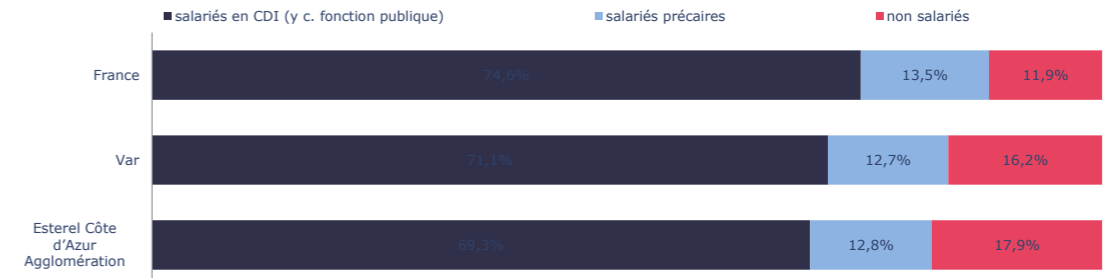 salariés en CDI (y c. fonction publique) salariés précaires non salariés
France 74,6% 13,5% 11,9%
Var 71,1% 12,7% 16,2%
Esterel Côte
d’Azur
Agglomération
69,3% 12,8% 17,9%